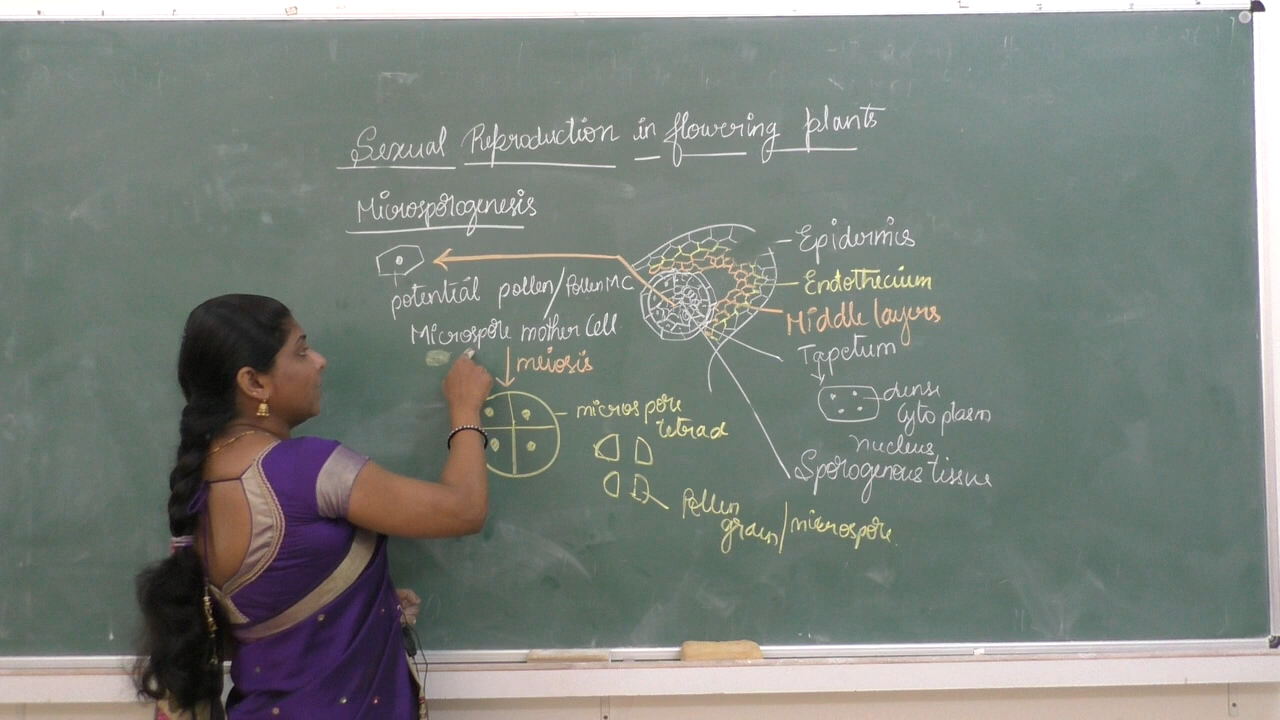 Sexual Reproduction in flowering plants
Microsporogenesis
potential pollen/Pollen MC
Microspore mother Cell
meiosis
microspore
tetrad
Pollen
grain/microspore
Epidermis
Endothecium
Middle layers
Tapetum
dense
Cytoplasm
nucleus
Sporogenous tissue